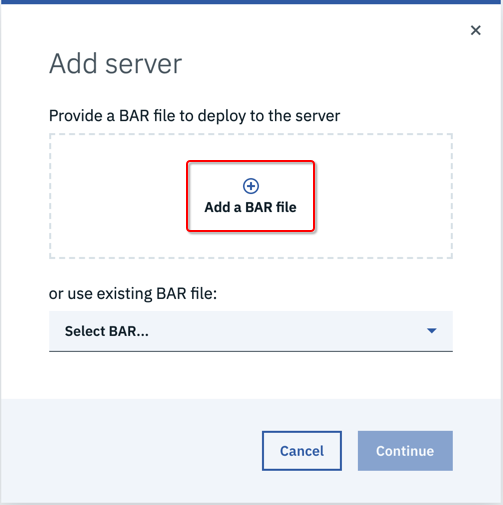 Add server
Provide a BAR file to deploy to the server
Add a BAR file
or use existing BAR file:
Select BAR...
Cancel
Continue